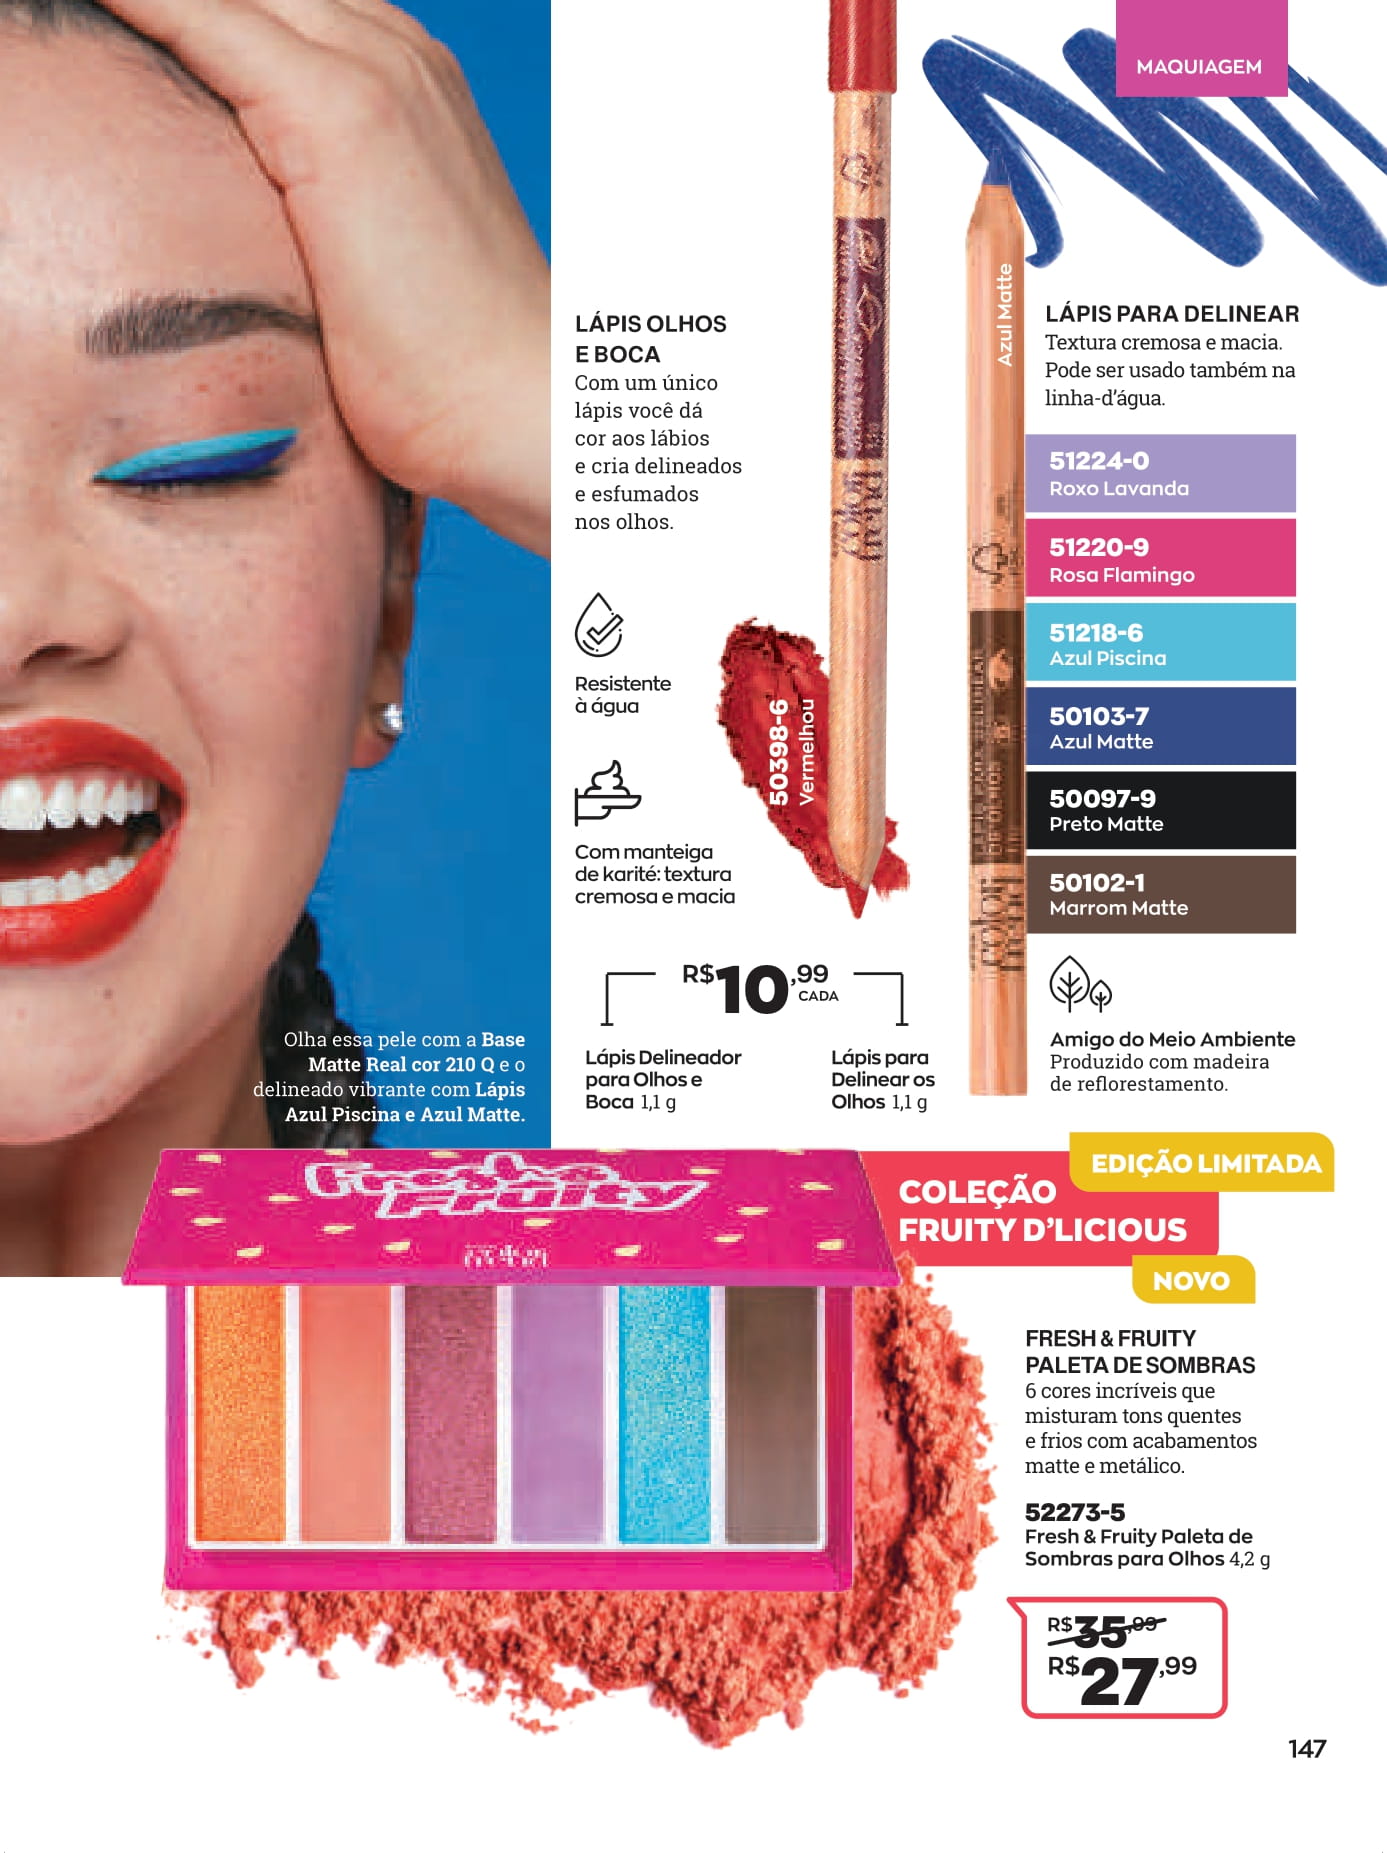 MAQUIAGEM
LÁPIS OLHOS
E BOCA
Com um único
lápis você dá
cor aos lábios
e cria delineados
e esfumados
nos olhos.
Resistente
à água
Com manteiga
de karité: textura
cremosa e macia
50398-6
Vermelhou
Azul Matte
LÁPIS PARA DELINEAR
Textura cremosa e macia.
Pode ser usado também na
linha-d’água.
51224-0
Roxo Lavanda
51220-9
Rosa Flamingo
51218-6
Azul Piscina
50103-7
Azul Matte
50097-9
Preto Matte
50102-1
Marrom Matte
Amigo do Meio Ambiente
Produzido com madeira
de reflorestamento.
R$10,99
CADA
Lápis Delineador
para Olhos e
Boca 1,1 g
Lápis para
Delinear os
Olhos 1,1 g
Olha essa pele com a Base
Matte Real cor 210 Q e o
delineado vibrante com Lápis
Azul Piscina e Azul Matte.
Fresh &
Fruity
EDIÇÃO LIMITADA
COLEÇÃO
FRUITY D’LICIOUS
NOVO
FRESH & FRUITY
PALETA DE SOMBRAS
6 cores incríveis que
misturam tons quentes
e frios com acabamentos
matte e metálico.
52273-5
Fresh & Fruity Paleta de
Sombras para Olhos 4,2 g
R$35,99
R$27,99
147